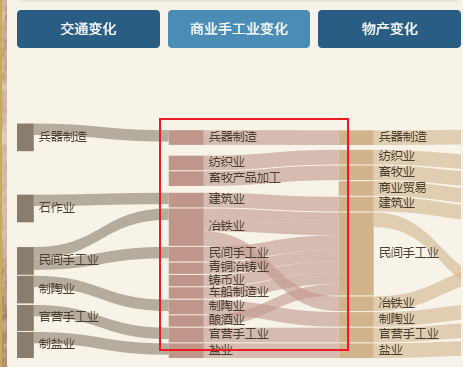 交通变化
商业手工业变化
物产变化
兵器制造
石作业
民间手工业
制陶业
官营手工业
制盐业
兵器制造
纺织业
畜牧产品加工
建筑业
冶铁业
民间手工业
青铜冶铸业
铸币业
车船制造业
制陶业
酿酒业
官营手工业
盐业
兵器制造
纺织业
畜牧业
商业贸易
建筑业
民间手工业
冶铁业
制陶业
官营手工业
盐业